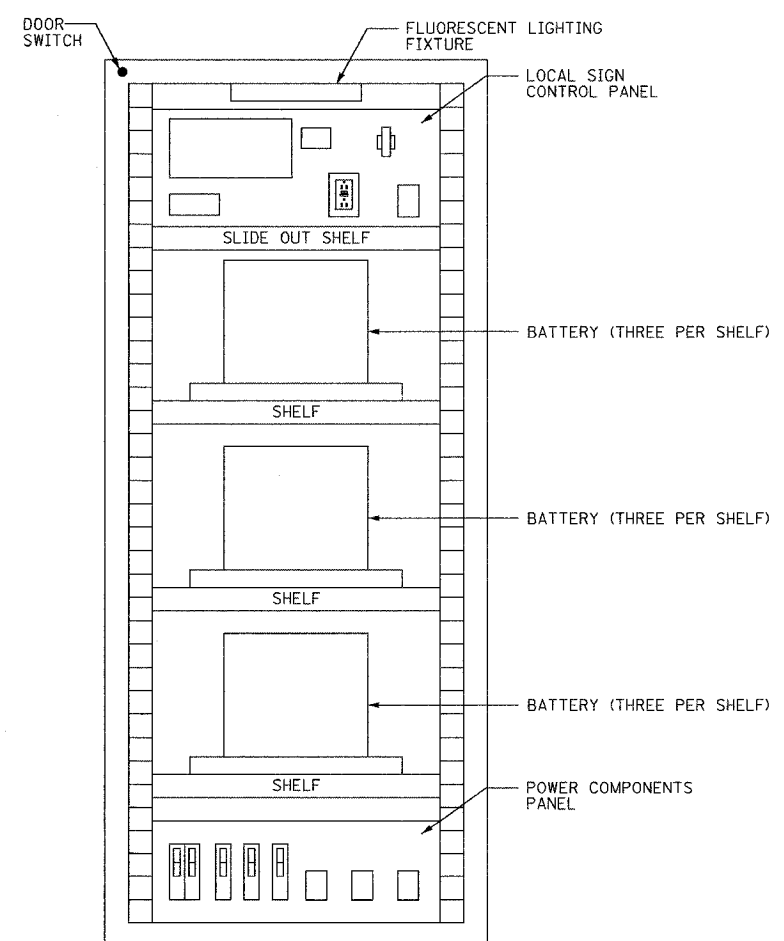 DOOR
SWITCH
FLUORESCENT LIGHTING
FIXTURE
LOCAL SIGN
CONTROL PANEL
SLIDE OUT SHELF
BATTERY (THREE PER SHELF)
SHELF
BATTERY (THREE PER SHELF)
SHELF
BATTERY (THREE PER SHELF)
SHELF
POWER COMPONENTS
PANEL